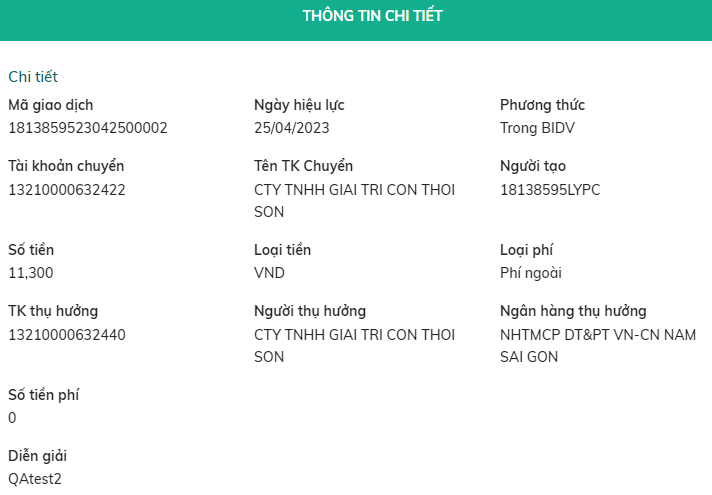 THÔNG TIN CHI TIẾT
Chi tiết
Mã giao dịch
1813859523042500002
Ngày hiệu lực
25/04/2023
Phương thức
Trong BIDV
Tài khoản chuyển
13210000632422
Tên TK Chuyển
CTY TNHH GIAI TRI CON THOI
SON
Người tạo
18138595LYPC
Số tiền
11,300
Loại tiền
VND
Loại phí
Phí ngoài
TK thụ hưởng
13210000632440
Người thụ hưởng
CTY TNHH GIAI TRI CON THOI
SON
Ngân hàng thụ hưởng
NHTMCP DT&PT VN-CN NAM
SAI GON
Số tiền phí
0
Diễn giải
QAtest2